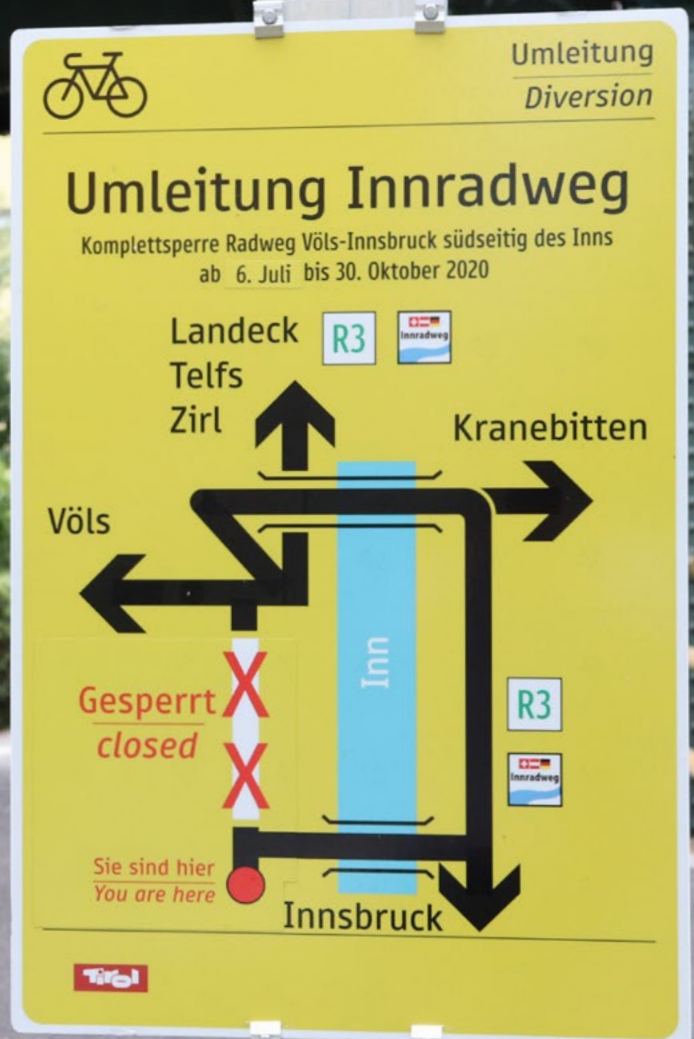 Umleitung
Diversion
Umleitung Innradweg
Komplettsperre Radweg Völs-Innsbruck südseitig des Inns
ab 6. Juli bis 30. Oktober 2020
Landeck
R3
Innradweg
Telfs
Zirl
Kranebitten
Völs
Inn
Gesperrt
closed
X
X
R3
Innradweg
Sie sind hier
You are here
Innsbruck
Tirol